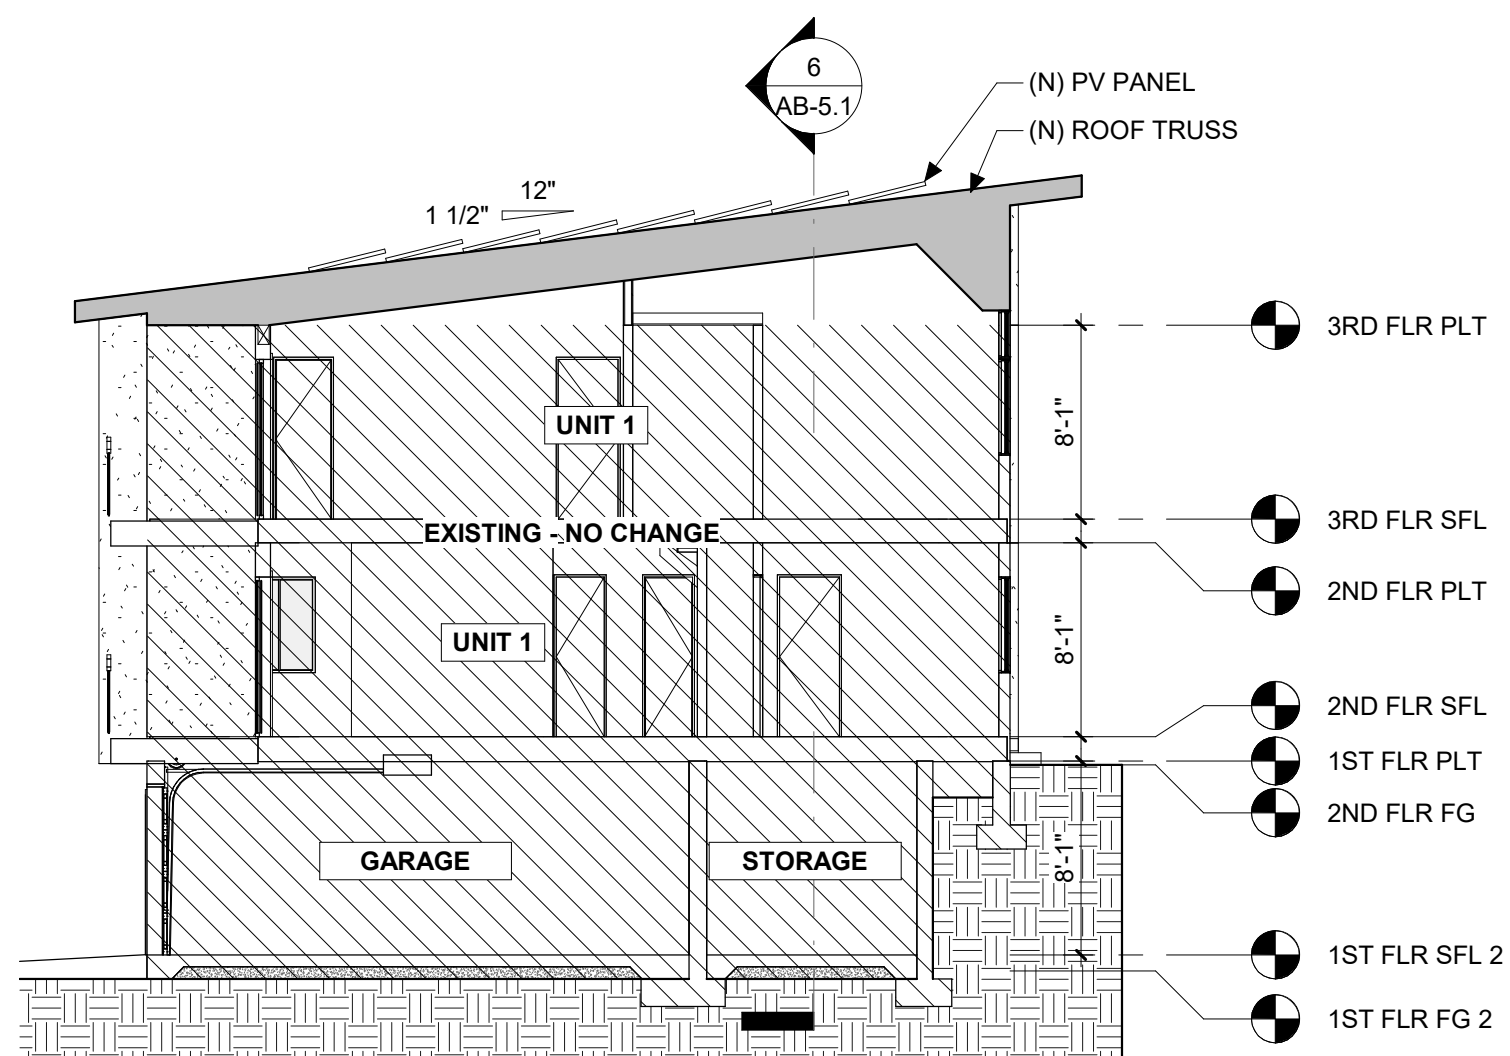 6
AB-5.1
(N) PV PANEL
(N) ROOF TRUSS
12"
1 1/2"
3RD FLR PLT
8'-1"
UNIT 1
3RD FLR SFL
EXISTING - NO CHANGE
2ND FLR PLT
8'-1"
UNIT 1
2ND FLR SFL
1ST FLR PLT
2ND FLR FG
8'-1"
GARAGE
STORAGE
1ST FLR SFL 2
1ST FLR FG 2